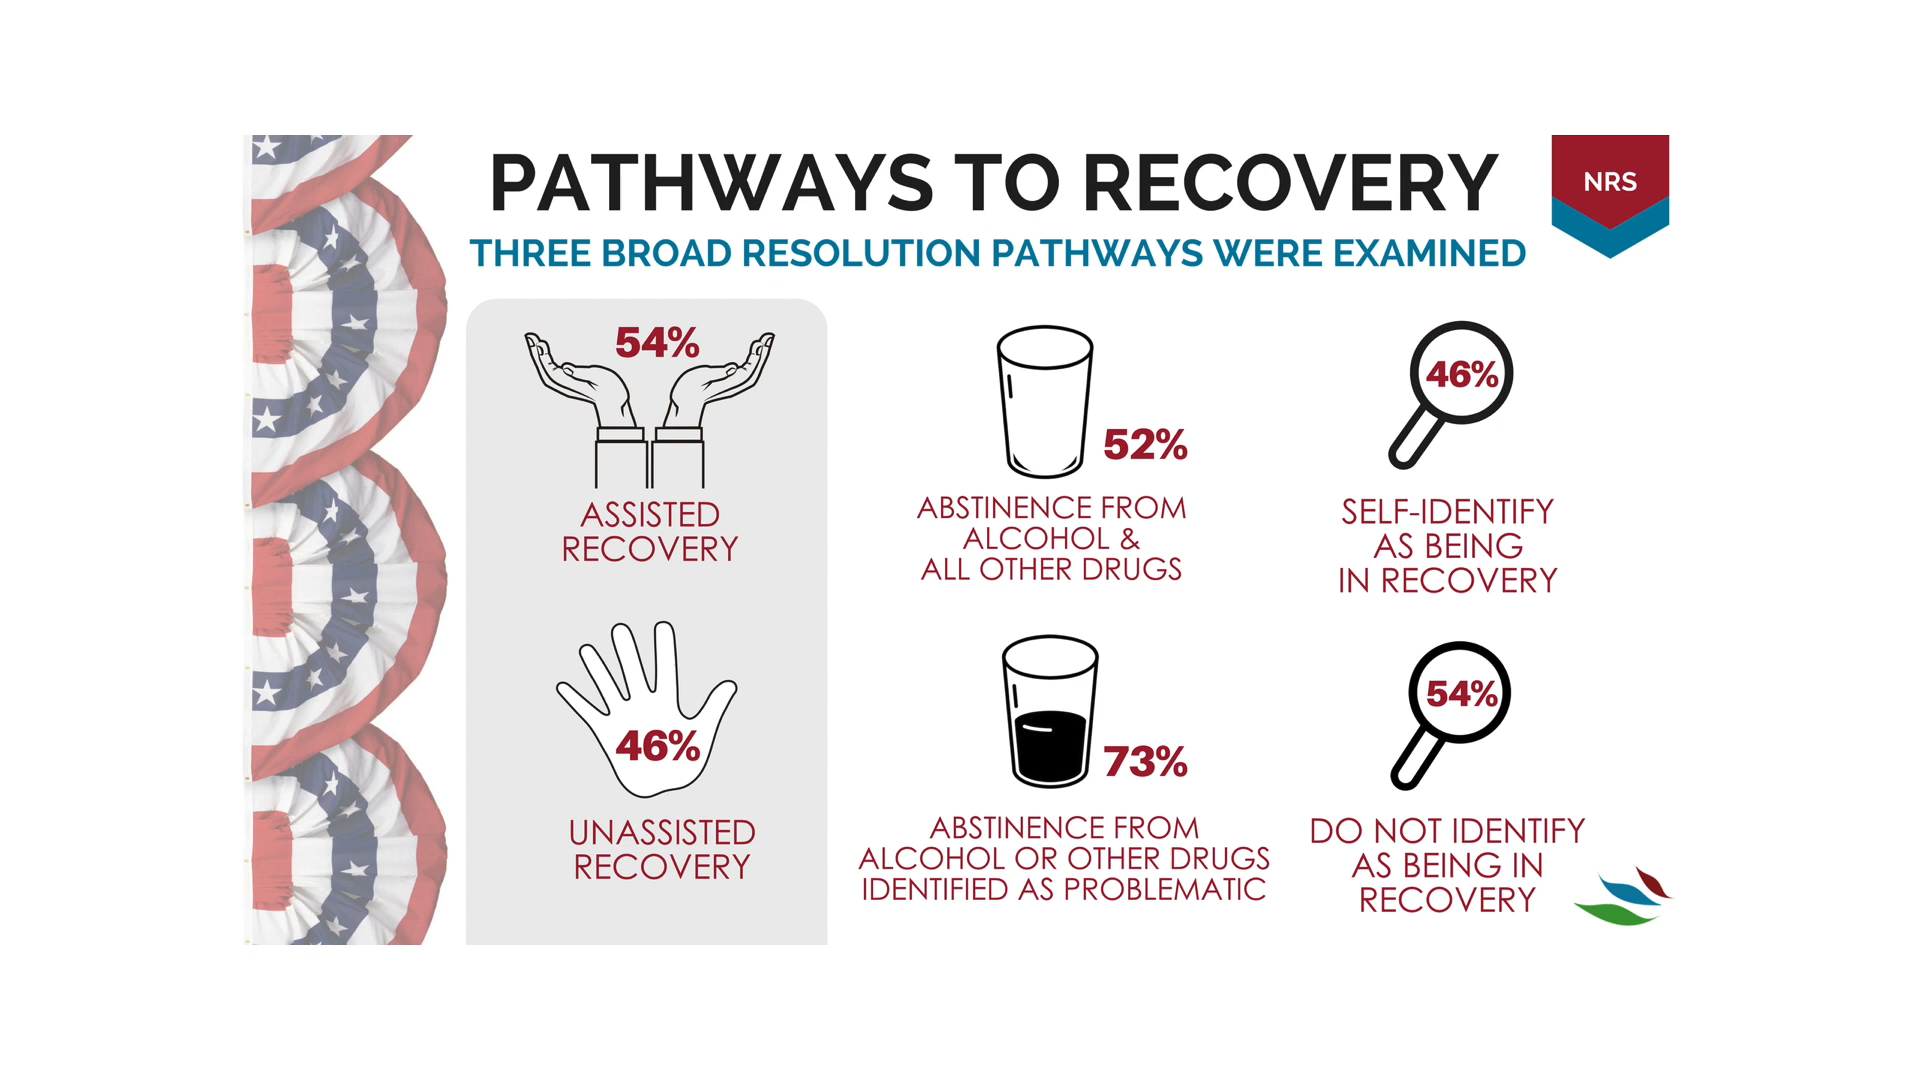 PATHWAYS TO RECOVERY
NRS
THREE BROAD RESOLUTION PATHWAYS WERE EXAMINED
54%
ASSISTED
RECOVERY
46%
UNASSISTED
RECOVERY
52%
ABSTINENCE FROM
ALCOHOL &
ALL OTHER DRUGS
73%
ABSTINENCE FROM
ALCOHOL OR OTHER DRUGS
IDENTIFIED AS PROBLEMATIC
46%
SELF-IDENTIFY
AS BEING
IN RECOVERY
54%
DO NOT IDENTIFY
AS BEING IN
RECOVERY